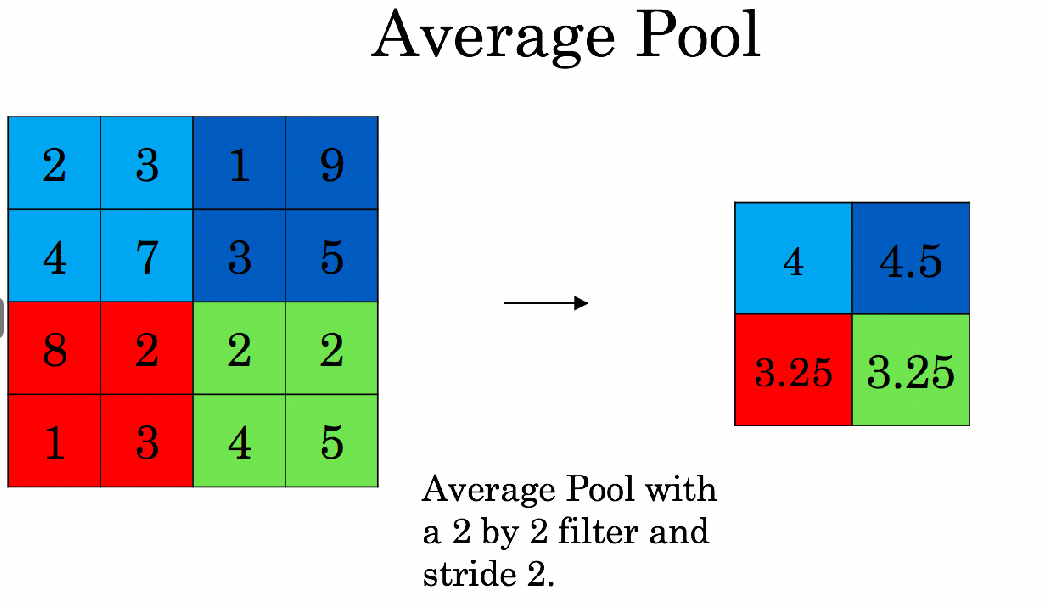 Average Pool
2 3 1 9
4 7 3 5
8 2 2 2
1 3 4 5
4 4.5
3.25 3.25
Average Pool with
a 2 by 2 filter and
stride 2.